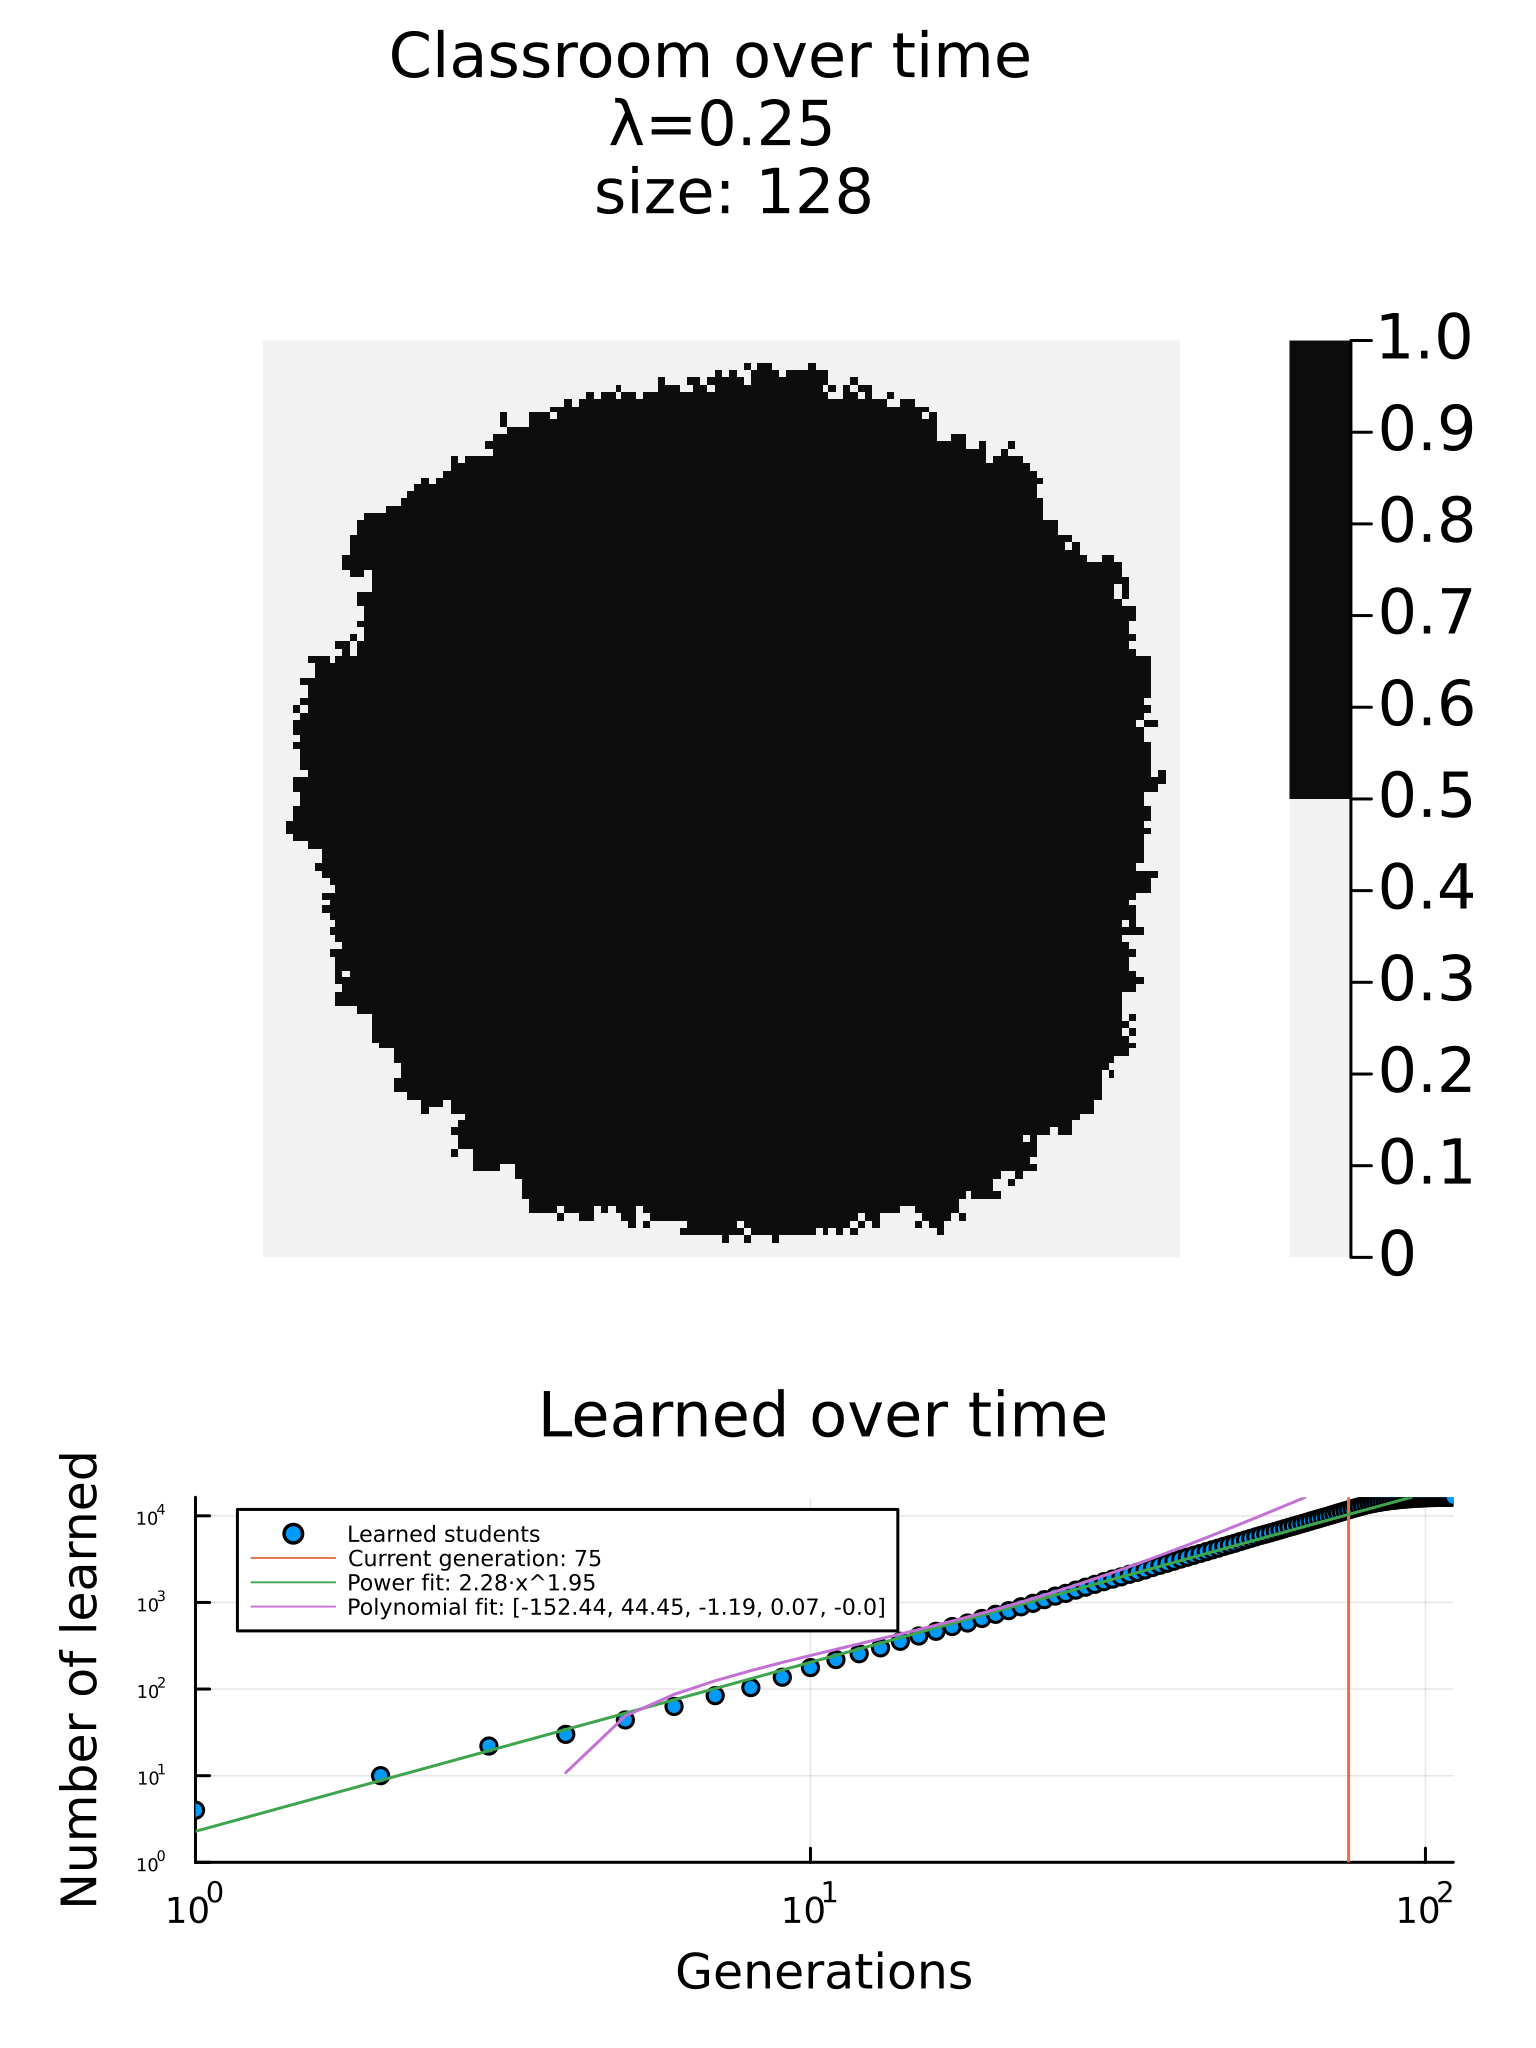 Classroom over time
λ=0.25
size: 128
1.0
0.9
0.8
0.7
0.6
0.5
0.4
0.3
0.2
0.1
0
Learned over time
Number of learned
10⁴
10³
10²
10¹
10⁰
Learned students
Current generation: 75
Power fit: 2.28·x^1.95
Polynomial fit: [-152.44, 44.45, -1.19, 0.07, -0.0]
10⁰ 10¹ 10²
Generations